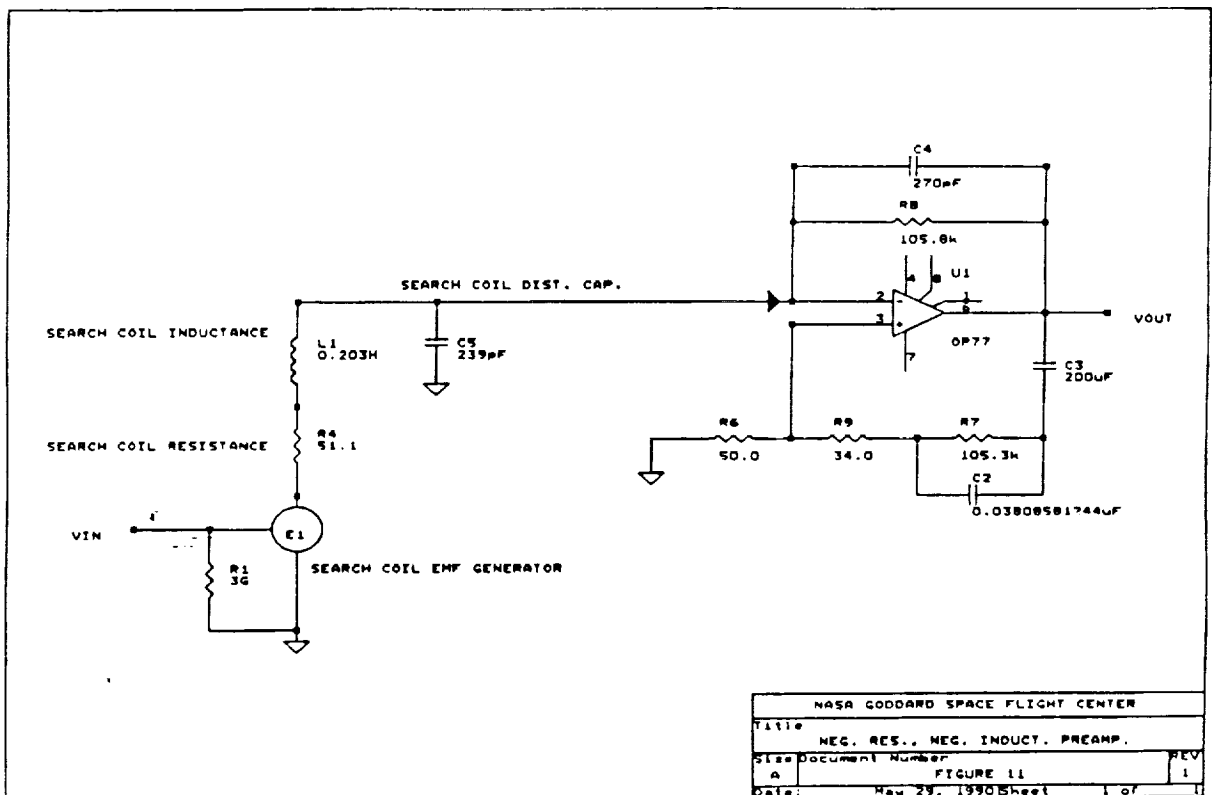 C4
270pF
R8
105.8k
4
8
U1
SEARCH COIL DIST. CAP.
2
-
1
6
3
+
VOUT
OP77
7
SEARCH COIL INDUCTANCE
L1
0.203H
C5
239pF
C3
200uF
R6
R9
R7
SEARCH COIL RESISTANCE
R4
51.1
50.0
34.0
105.3k
C2
0.03808581744uF
VIN
E1
R1
3G
SEARCH COIL EMF GENERATOR
NASA GODDARD SPACE FLIGHT CENTER
Title
NEG. RES., NEG. INDUCT. PREAMP.
Size Document Number
REV
A
FIGURE 11
1
Date: May 29, 1990 Sheet 1 of 1